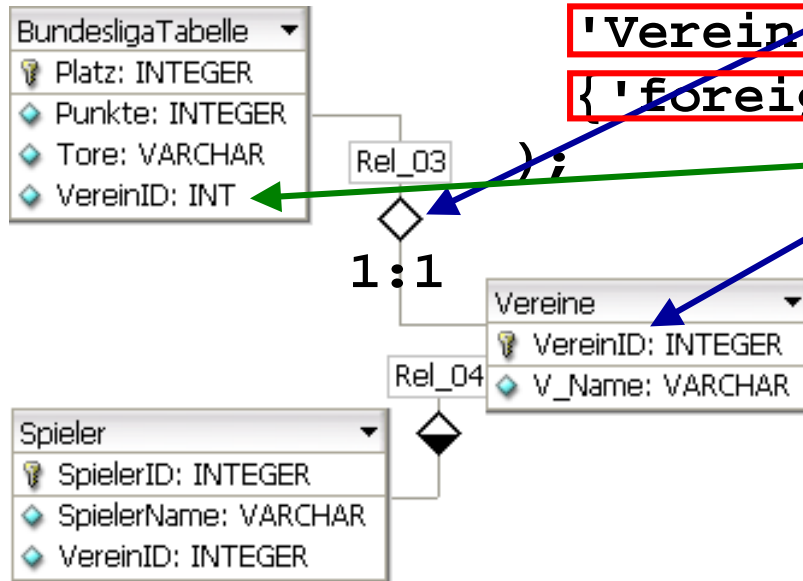 BundesligaTabelle
Platz: INTEGER
Punkte: INTEGER
Tore: VARCHAR
VereinID: INT
'Verein
{'foreig
);
Rel_03
1:1
Vereine
VereinID: INTEGER
V_Name: VARCHAR
Rel_04
Spieler
SpielerID: INTEGER
SpielerName: VARCHAR
VereinID: INTEGER